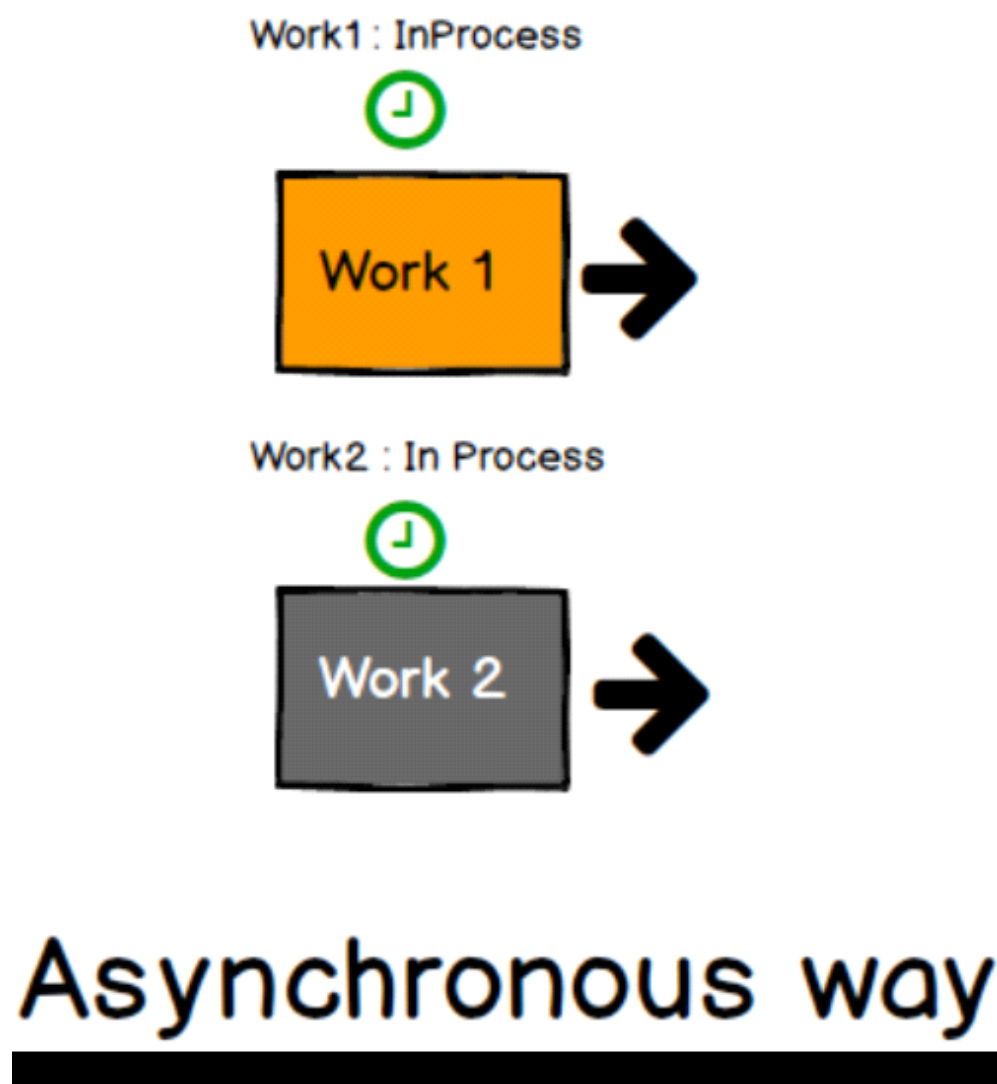 Work1 : InProcess
Work 1
Work2 : In Process
Work 2
Asynchronous way